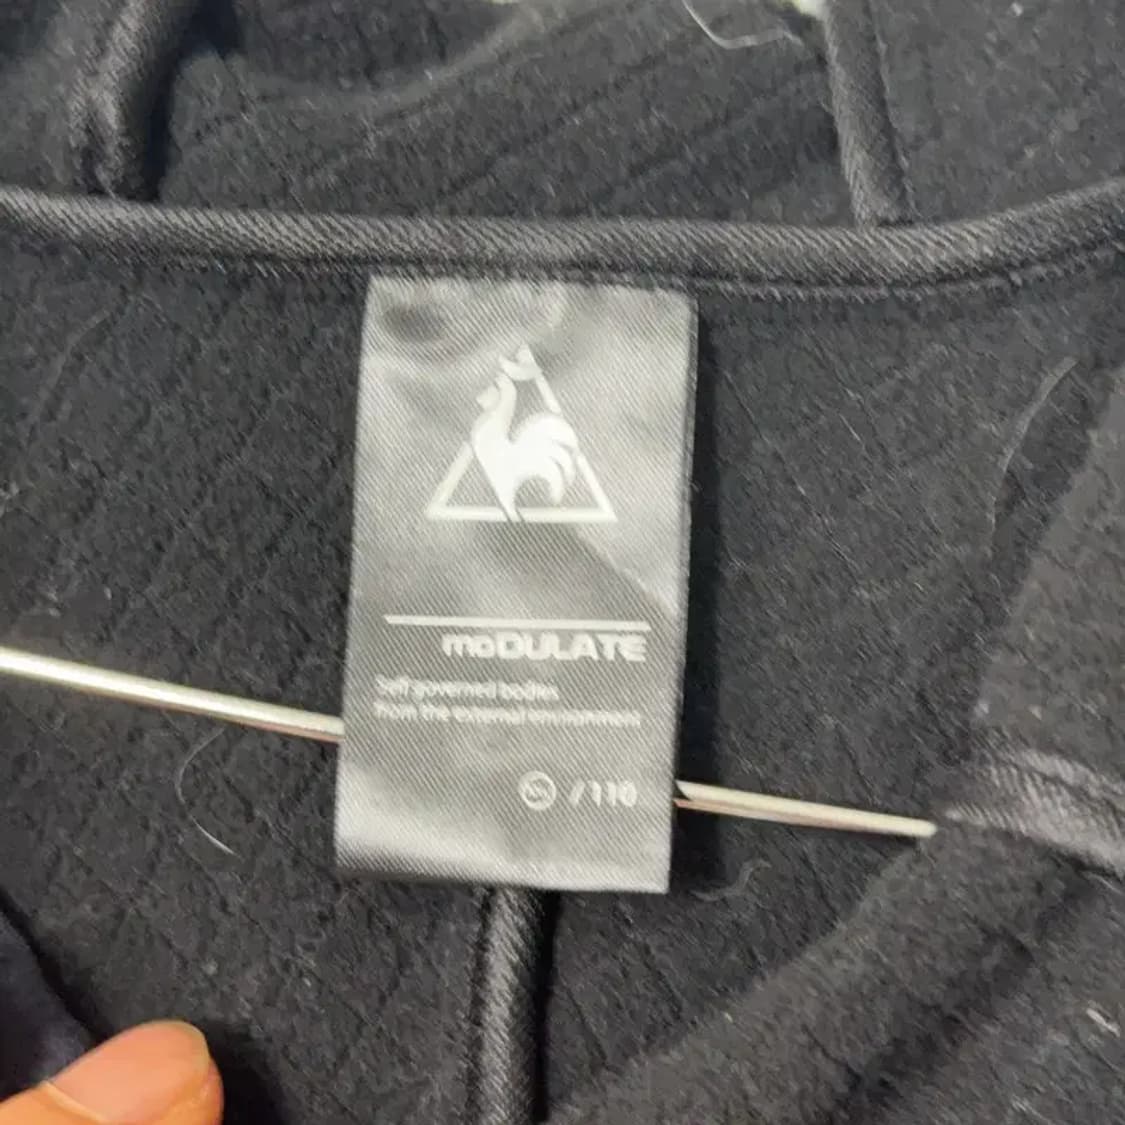 moDULATE
Self governed bodies
from the external environment
/110